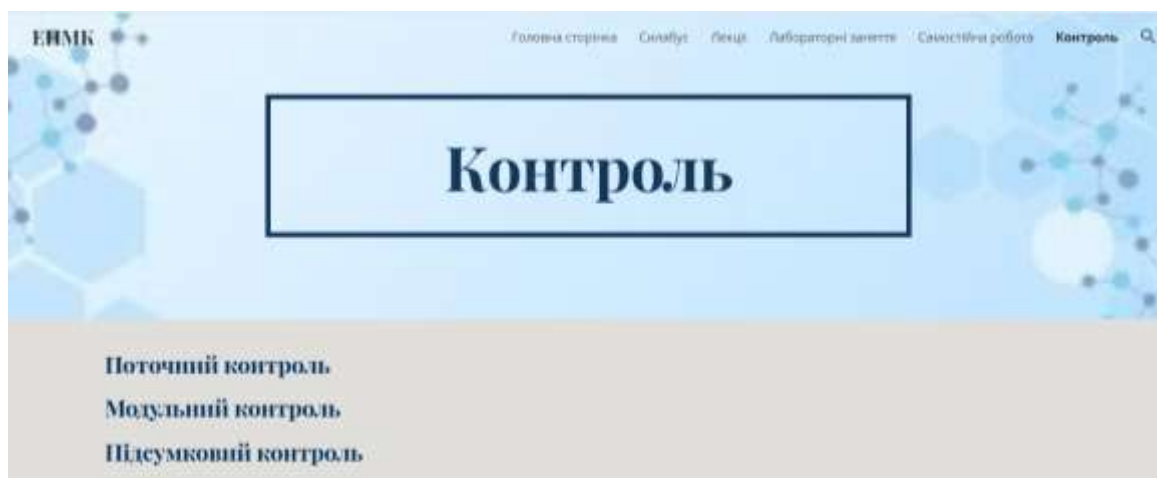 ЕНМК
Головна сторінка Силабус Лекції Лабораторні заняття Самостійна робота Контроль
Контроль
Поточний контроль
Модульний контроль
Підсумковий контроль